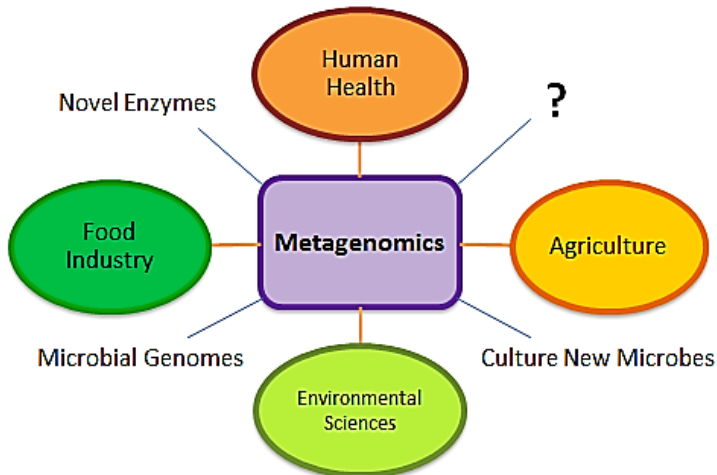 Human
Health
Novel Enzymes
?
Food
Industry
Metagenomics
Agriculture
Microbial Genomes
Culture New Microbes
Environmental
Sciences